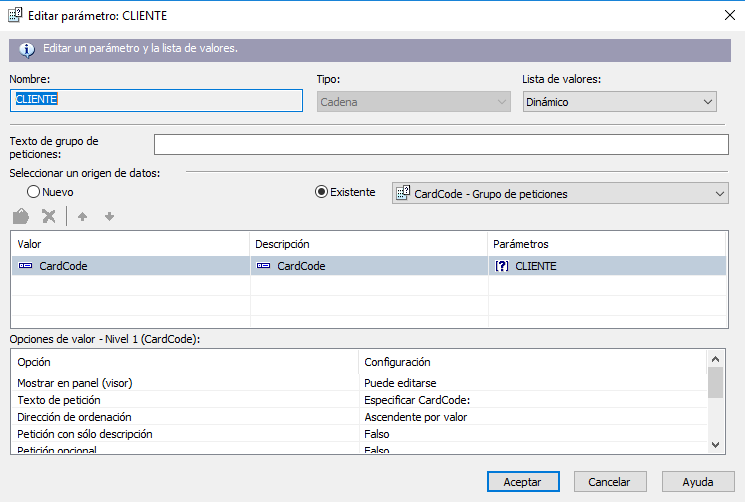 Editar parámetro: CLIENTE
Editar un parámetro y la lista de valores.
Nombre:
Tipo:
Lista de valores:
CLIENTE
Cadena
Dinámico
Texto de grupo de
peticiones:
Seleccionar un origen de datos:
Nuevo
Existente
CardCode - Grupo de peticiones
Valor
Descripción
Parámetros
CardCode
CardCode
[?] CLIENTE
Opciones de valor - Nivel 1 (CardCode):
Opción
Configuración
Mostrar en panel (visor)
Puede editarse
Texto de petición
Especificar CardCode:
Dirección de ordenación
Ascendente por valor
Petición con sólo descripción
Falso
Petición opcional
Falso
Aceptar
Cancelar
Ayuda